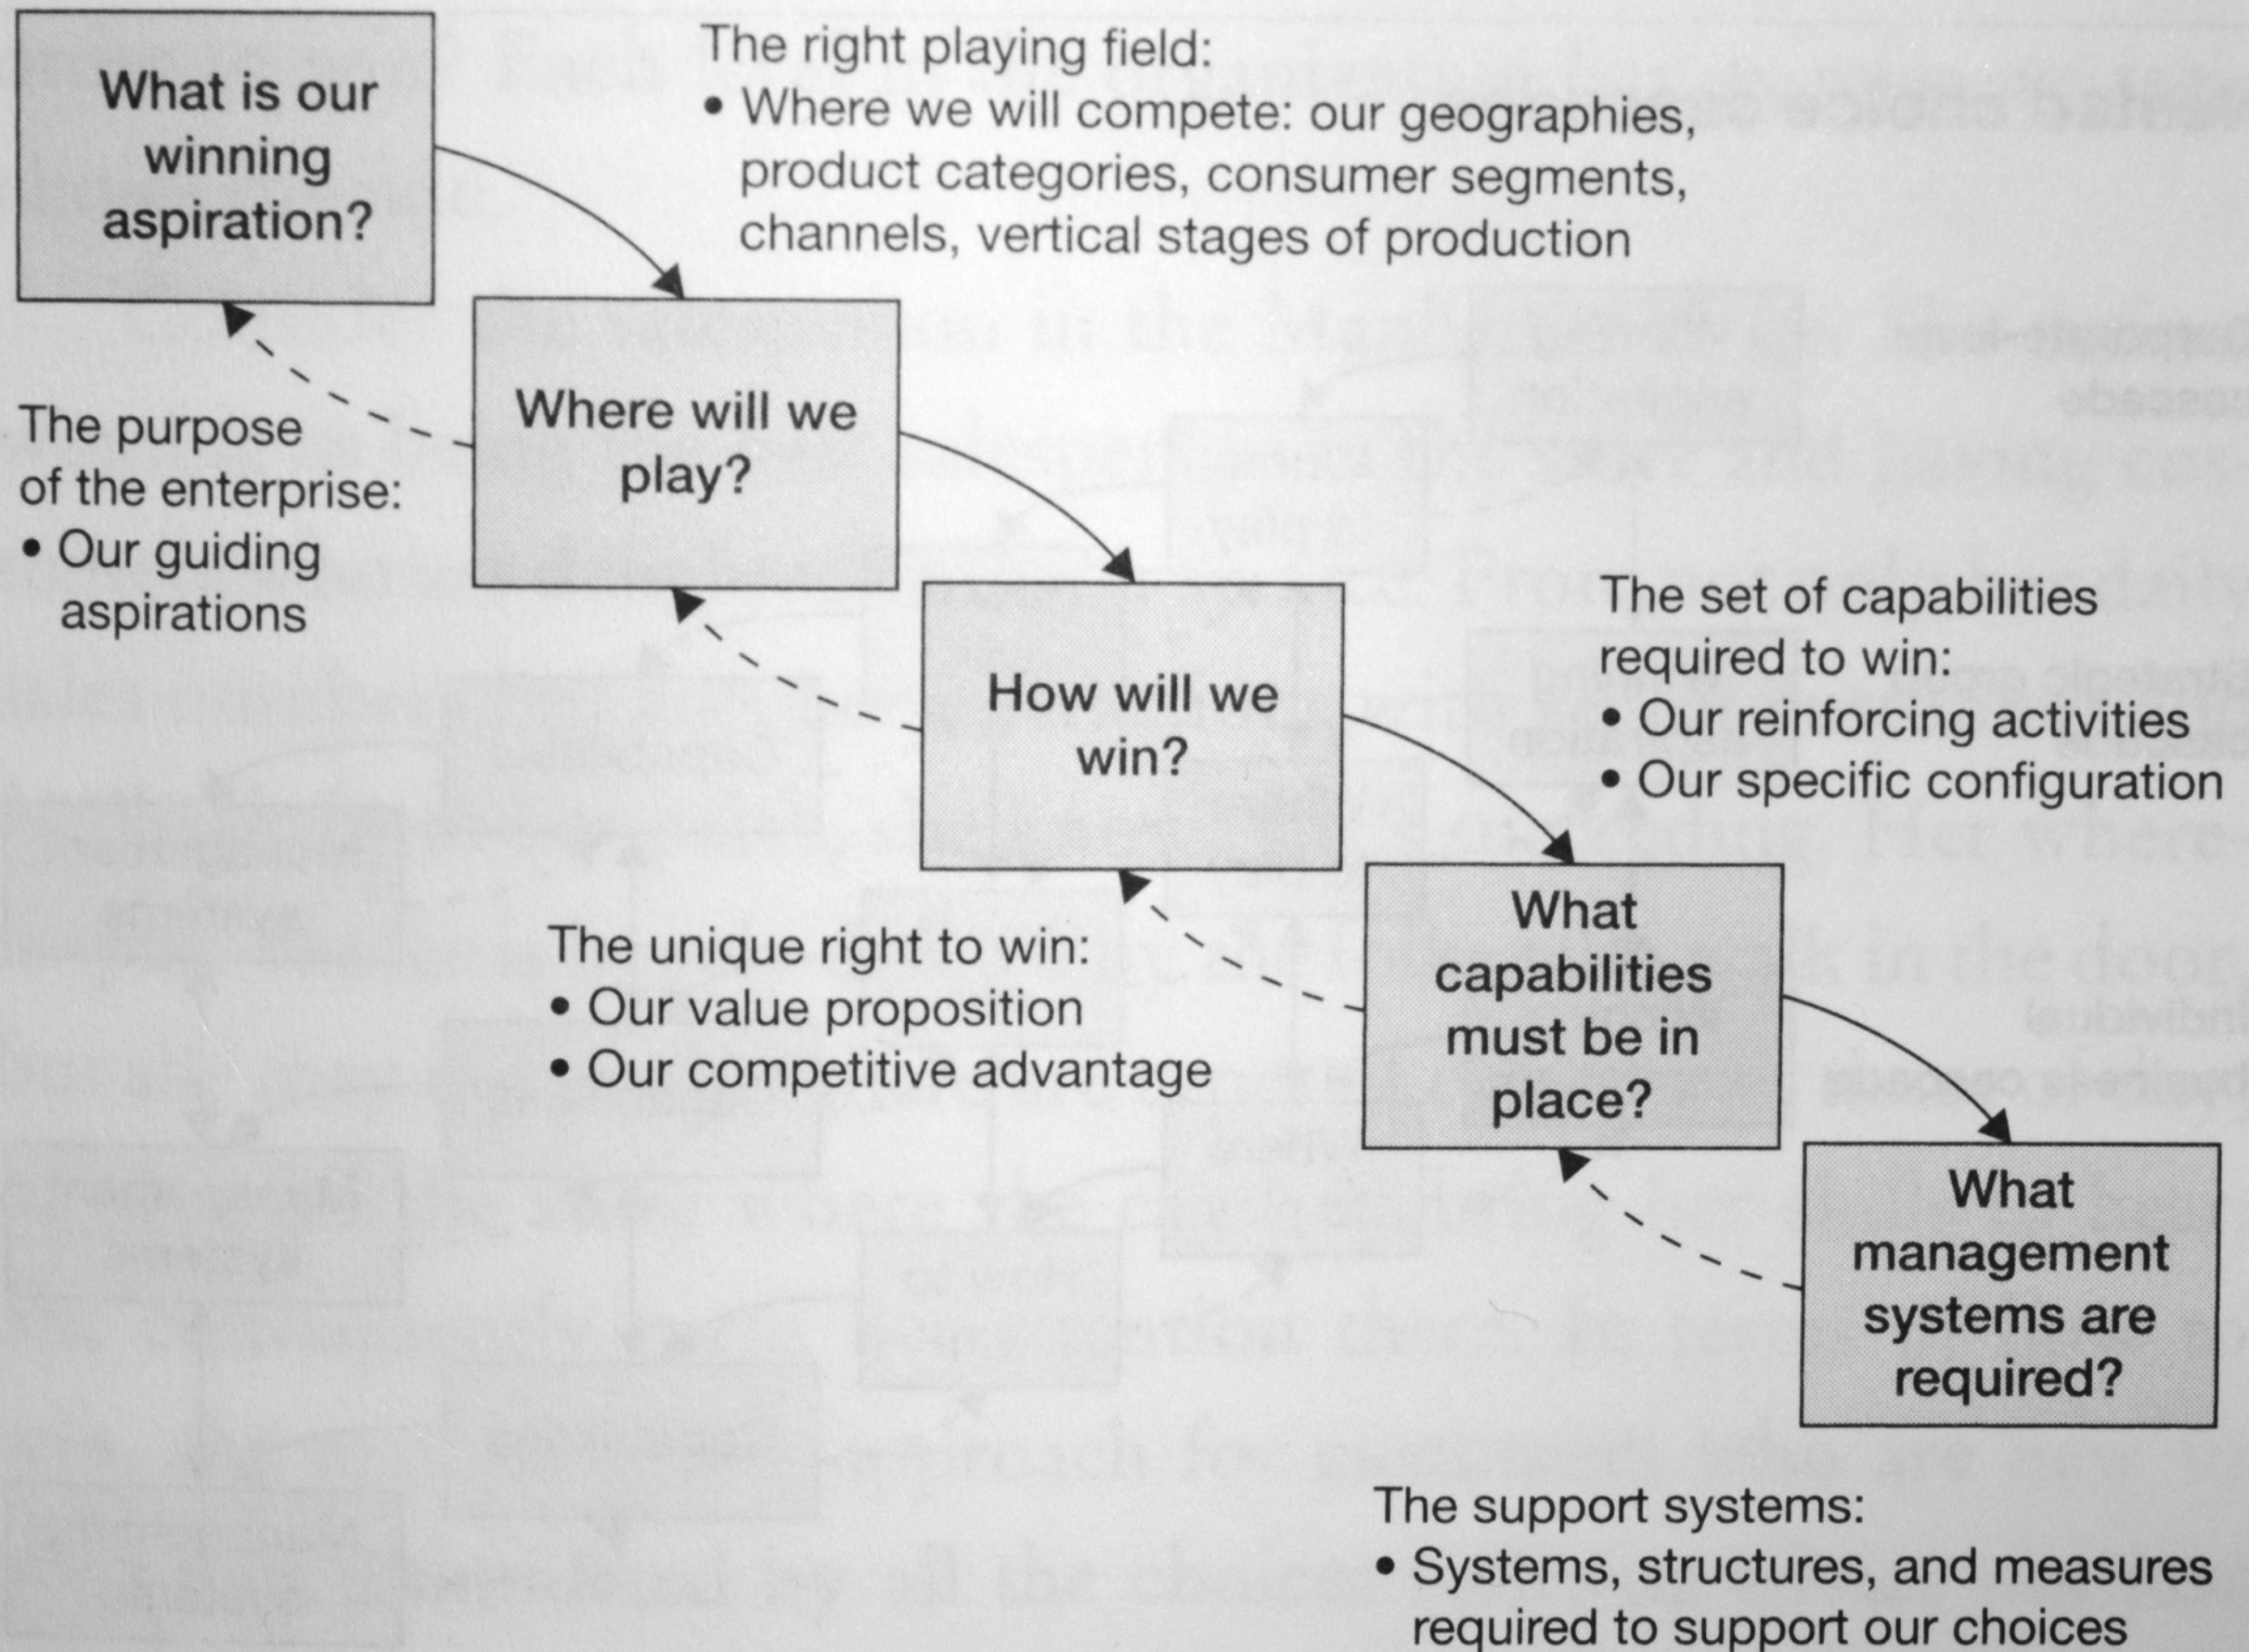 What is our
winning
aspiration?
The right playing field:
• Where we will compete: our geographies,
product categories, consumer segments,
channels, vertical stages of production
The purpose
of the enterprise:
• Our guiding
aspirations
Where will we
play?
How will we
win?
The set of capabilities
required to win:
• Our reinforcing activities
• Our specific configuration
The unique right to win:
• Our value proposition
• Our competitive advantage
What
capabilities
must be in
place?
What
management
systems are
required?
The support systems:
• Systems, structures, and measures
required to support our choices